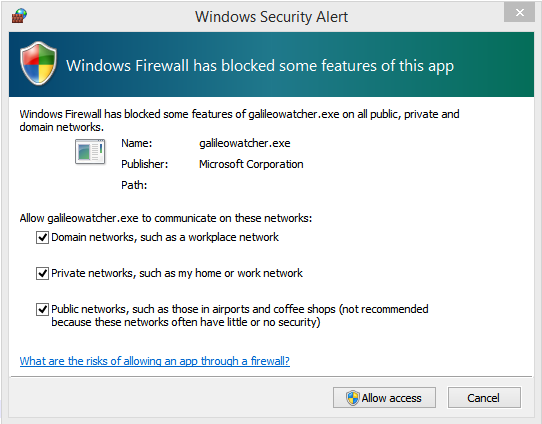 Windows Security Alert
Windows Firewall has blocked some features of this app
Windows Firewall has blocked some features of galileowatcher.exe on all public, private and
domain networks.
Name: galileowatcher.exe
Publisher: Microsoft Corporation
Path:
Allow galileowatcher.exe to communicate on these networks:
Domain networks, such as a workplace network
Private networks, such as my home or work network
Public networks, such as those in airports and coffee shops (not recommended
because these networks often have little or no security)
What are the risks of allowing an app through a firewall?
Allow access Cancel